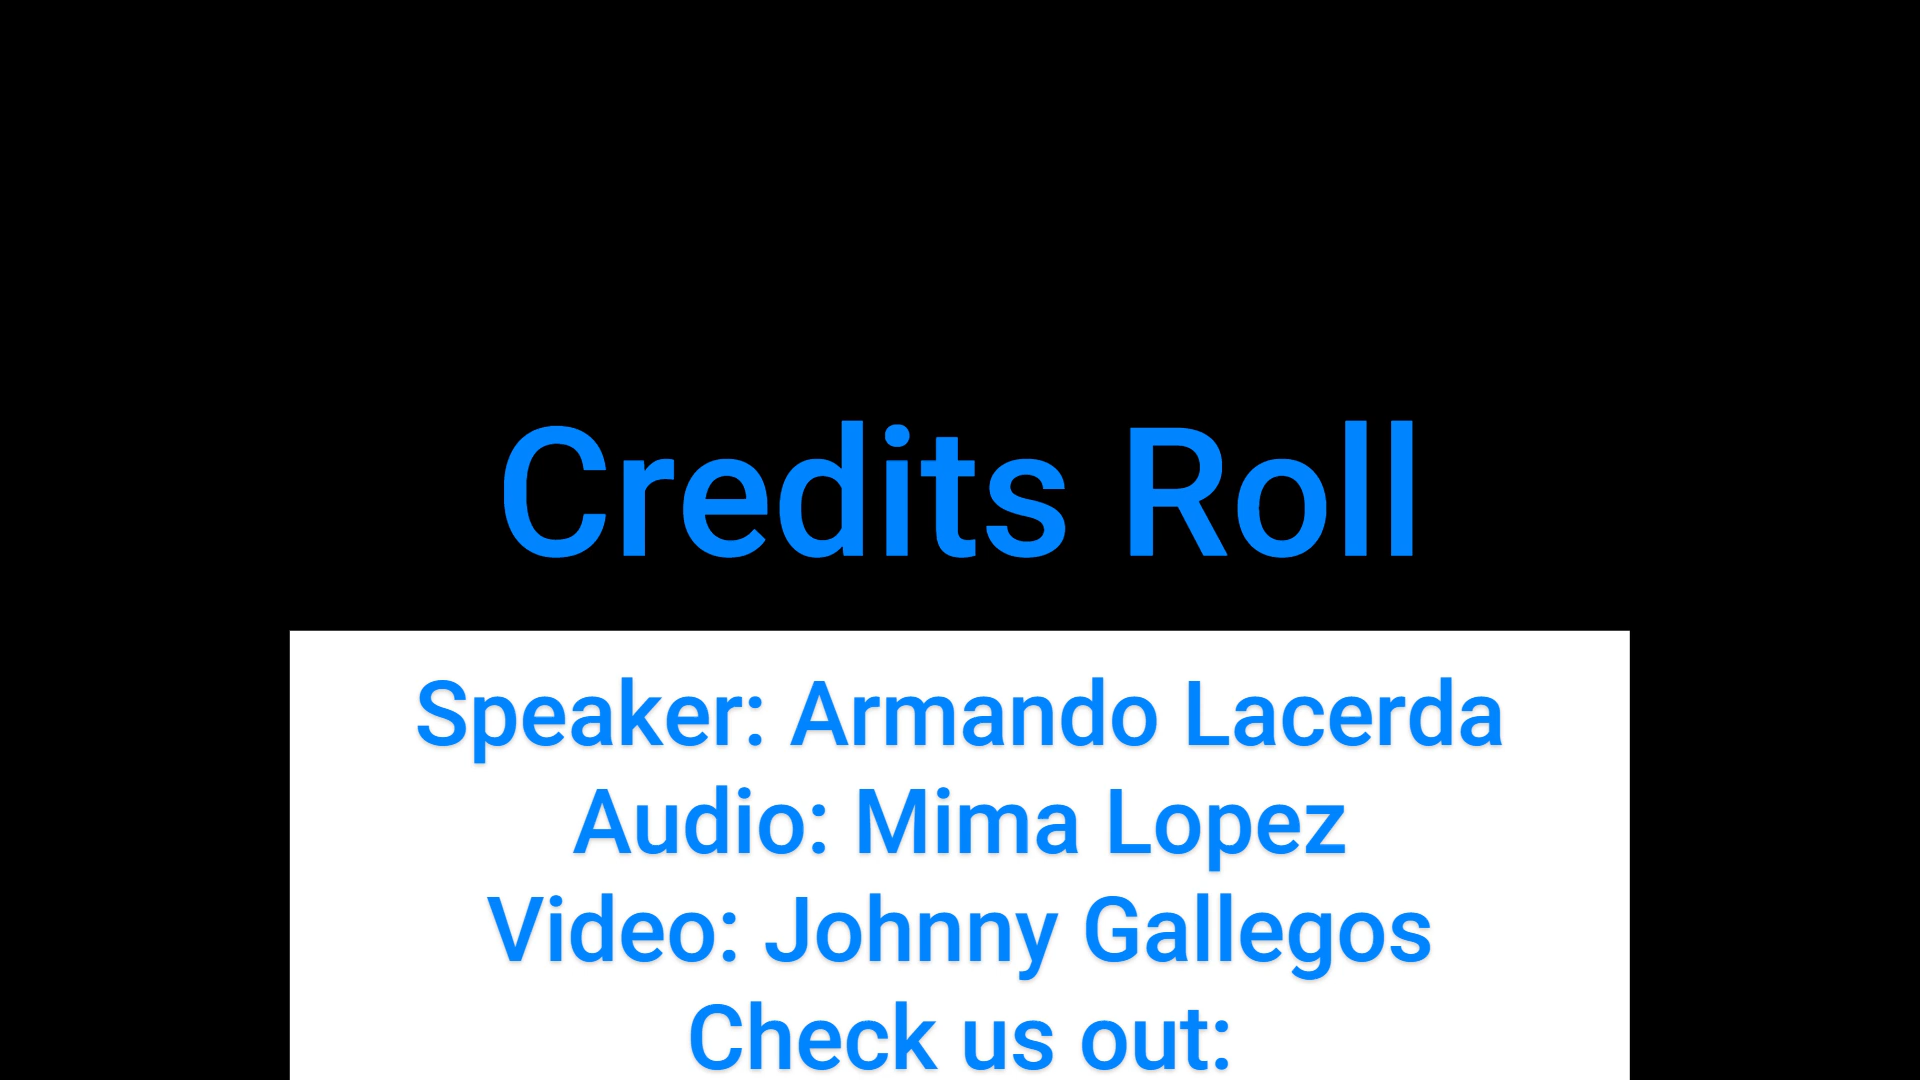 Credits Roll
Speaker: Armando Lacerda
Audio: Mima Lopez
Video: Johnny Gallegos
Check us out: